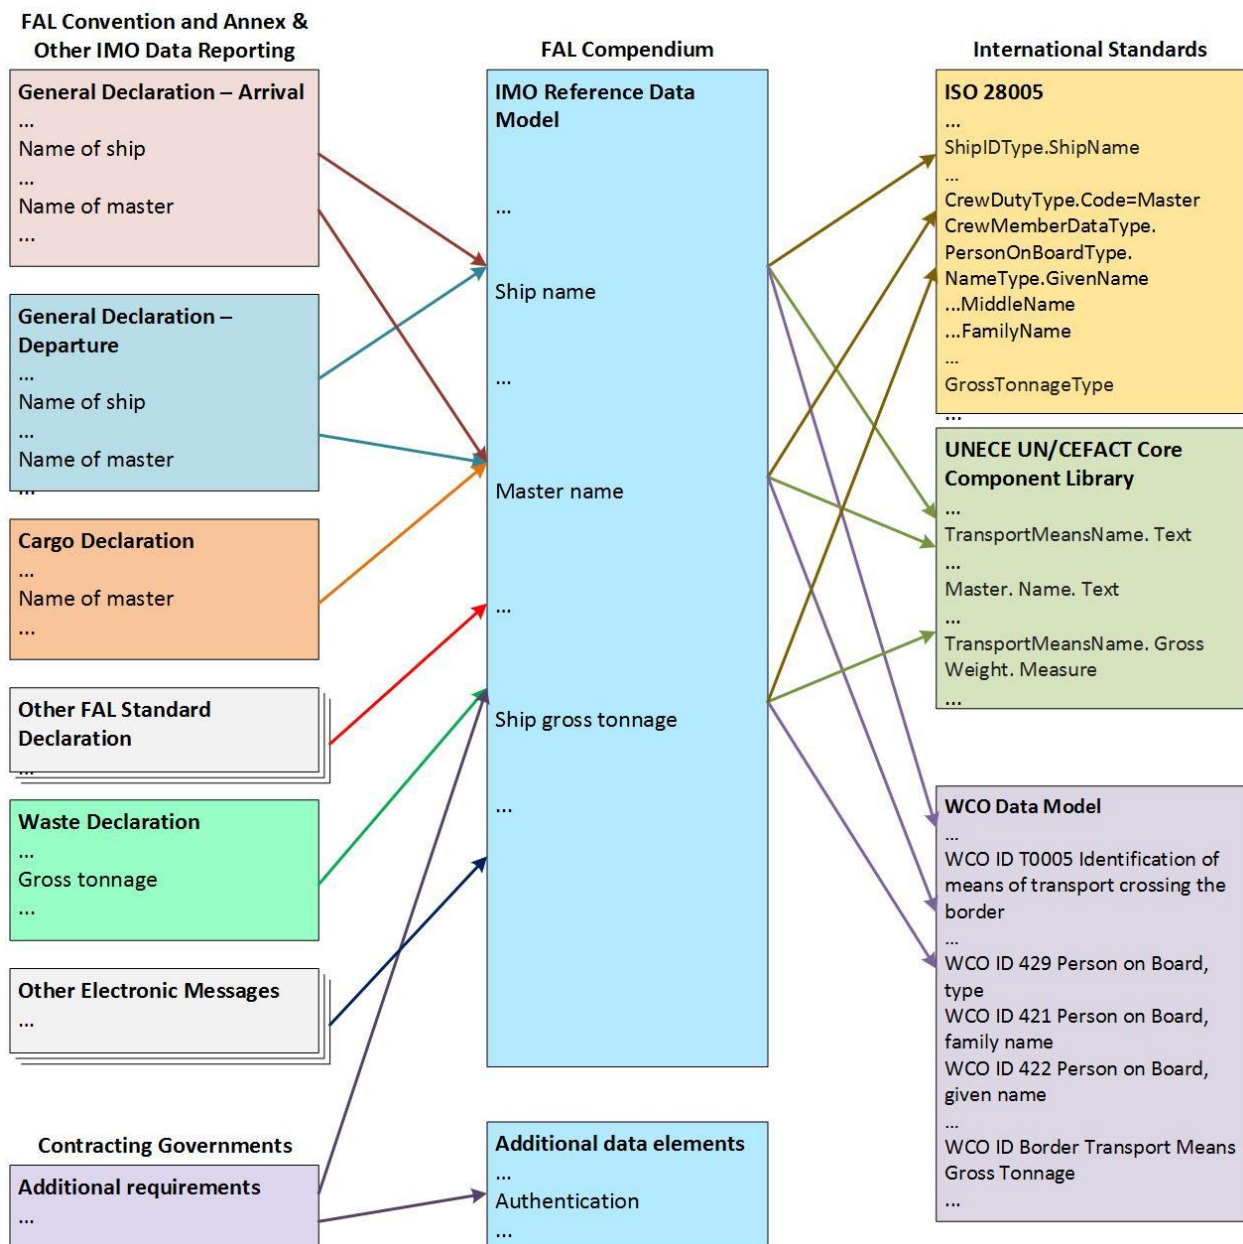 FAL Convention and Annex &
Other IMO Data Reporting
General Declaration – Arrival
...
Name of ship
...
Name of master
...
General Declaration –
Departure
...
Name of ship
...
Name of master
...
Cargo Declaration
...
Name of master
...
Other FAL Standard
Declaration
...
Waste Declaration
...
Gross tonnage
...
Other Electronic Messages
...
Contracting Governments
Additional requirements
...
FAL Compendium
IMO Reference Data
Model
...
Ship name
...
Master name
...
Ship gross tonnage
...
Additional data elements
...
Authentication
...
International Standards
ISO 28005
...
ShipIDType.ShipName
...
CrewDutyType.Code=Master
CrewMemberDataType.
PersonOnBoardType.
NameType.GivenName
...MiddleName
...FamilyName
...
GrossTonnageType
...
UNECE UN/CEFACT Core
Component Library
...
TransportMeansName. Text
...
Master. Name. Text
...
TransportMeansName. Gross
Weight. Measure
...
WCO Data Model
...
WCO ID T0005 Identification of
means of transport crossing the
border
...
WCO ID 429 Person on Board,
type
WCO ID 421 Person on Board,
family name
WCO ID 422 Person on Board,
given name
...
WCO ID Border Transport Means
Gross Tonnage
...